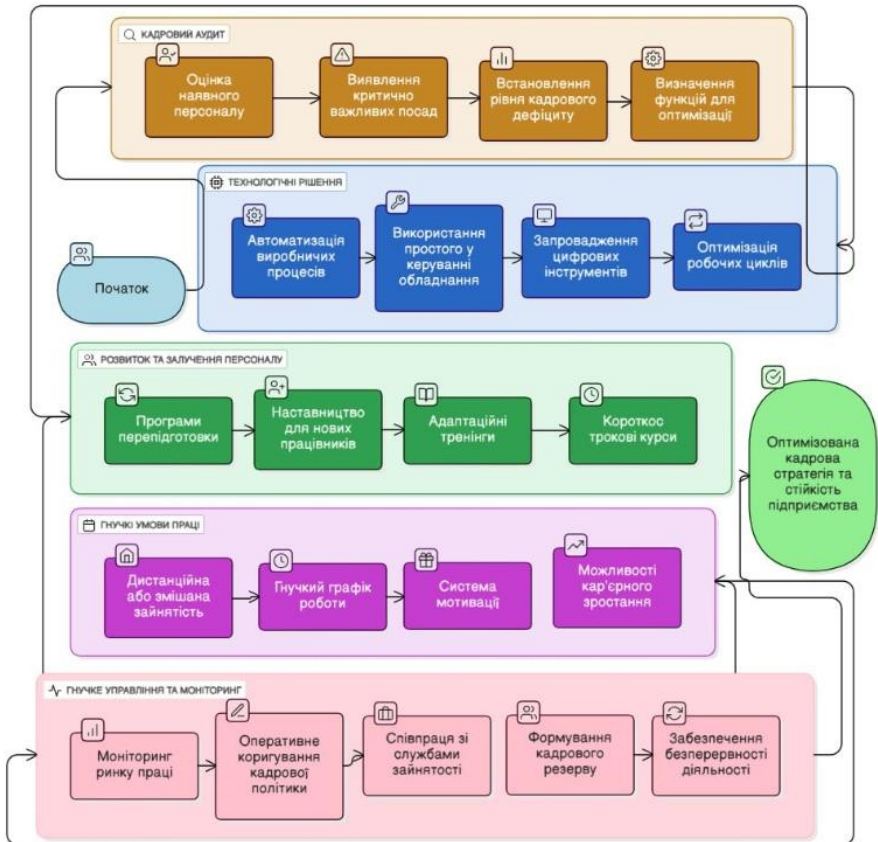 КАДРОВИЙ АУДИТ
Оцінка
наявного
персоналу
Виявлення
критично
важливих посад
Встановлення
рівня кадрового
дефіциту
Визначення
функцій для
оптимізації
ТЕХНОЛОГІЧНІ РІШЕННЯ
Автоматизація
виробничих
процесів
Використання
простого у
керуванні
обладнання
Запровадження
цифрових
інструментів
Оптимізація
робочих циклів
Початок
РОЗВИТОК ТА ЗАЛУЧЕННЯ ПЕРСОНАЛУ
Програми
перепідготовки
Наставництво
для нових
працівників
Адаптаційні
тренінги
Короткос
трокові курси
Оптимізована
кадрова
стратегія та
стійкість
підприємства
ГНУЧКІ УМОВИ ПРАЦІ
Дистанційна
або змішана
зайнятість
Гнучкий графік
роботи
Система
мотивації
Можливості
кар'єрного
зростання
ГНУЧКЕ УПРАВЛІННЯ ТА МОНІТОРИНГ
Моніторинг
ринку праці
Оперативне
коригування
кадрової
політики
Співпраця зі
службами
зайнятості
Формування
кадрового
резерву
Забезпечення
безперервності
діяльності